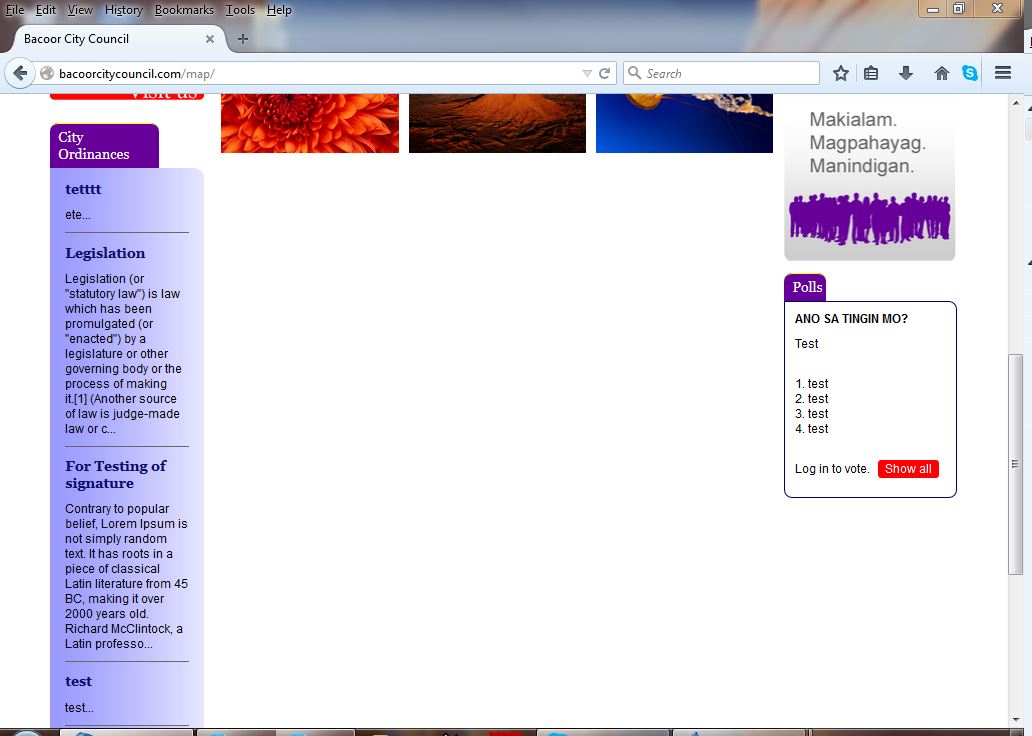 File Edit View History Bookmarks Tools Help
Bacoor City Council
bacoorcitycouncil.com/map/
Search
Visit us
City
Ordinances
tetttt
ete...
Legislation
Legislation (or
"statutory law") is law
which has been
promulgated (or
"enacted") by a
legislature or other
governing body or the
process of making
it.[1] (Another source
of law is judge-made
law or c...
For Testing of
signature
Contrary to popular
belief, Lorem Ipsum is
not simply random
text. It has roots in a
piece of classical
Latin literature from 45
BC, making it over
2000 years old.
Richard McClintock, a
Latin professo...
test
test...
Makialam.
Magpahayag.
Manindigan.
Polls
ANO SA TINGIN MO?
Test
1. test
2. test
3. test
4. test
Log in to vote. Show all